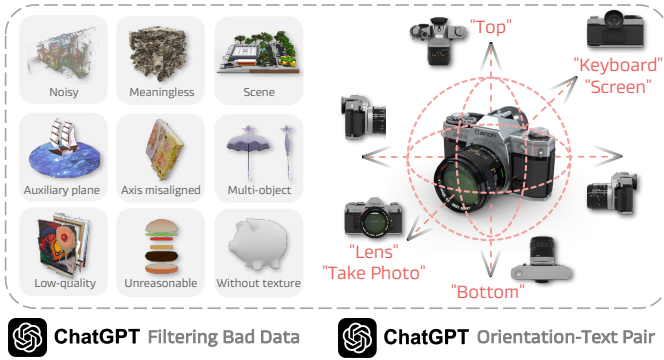 Noisy
Meaningless
Scene
Auxiliary plane
Axis misaligned
Multi-object
Low-quality
Unreasonable
Without texture
"Top"
"Keyboard"
"Screen"
Canon
"Lens"
"Take Photo"
"Bottom"
ChatGPT Filtering Bad Data
ChatGPT Orientation-Text Pair